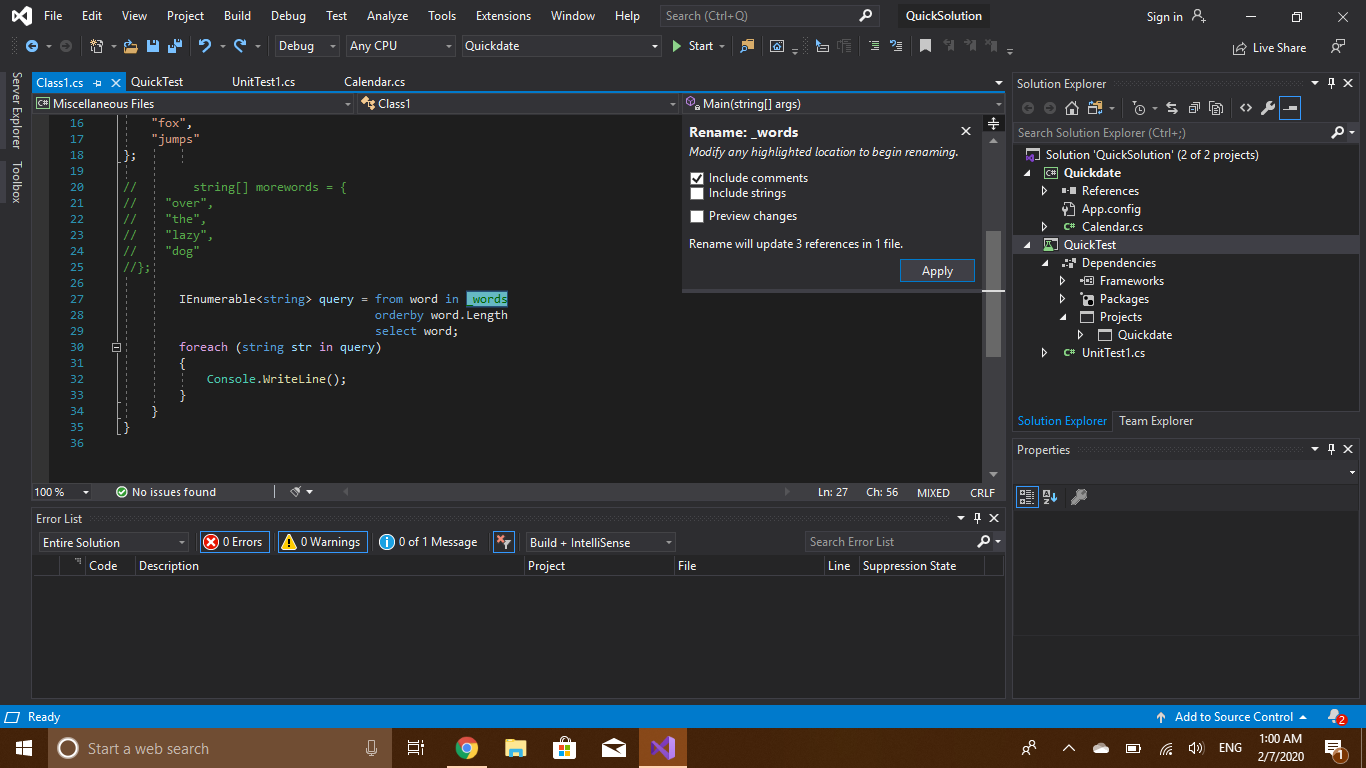 File Edit View Project Build Debug Test Analyze Tools Extensions Window Help Search (Ctrl+Q) QuickSolution Sign in
Debug Any CPU Quickdate Start Live Share
Server Explorer
Toolbox
Class1.cs QuickTest UnitTest1.cs Calendar.cs
Miscellaneous Files Class1 Main(string[] args)
16 "fox",
17 "jumps"
18 };
19
20 // string[] morewords = {
21 // "over",
22 // "the",
23 // "lazy",
24 // "dog"
25 //};
26
27 IEnumerable<string> query = from word in _words
28 orderby word.Length
29 select word;
30 foreach (string str in query)
31 {
32 Console.WriteLine();
33 }
34 }
35 }
36
Rename: _words
Modify any highlighted location to begin renaming.
Include comments
Include strings
Preview changes
Rename will update 3 references in 1 file.
Apply
100 % No issues found Ln: 27 Ch: 56 MIXED CRLF
Error List
Entire Solution 0 Errors 0 Warnings 0 of 1 Message Build + IntelliSense Search Error List
Code Description Project File Line Suppression State
Solution Explorer
Search Solution Explorer (Ctrl+;)
Solution 'QuickSolution' (2 of 2 projects)
Quickdate
References
App.config
Calendar.cs
QuickTest
Dependencies
Frameworks
Packages
Projects
Quickdate
UnitTest1.cs
Solution Explorer Team Explorer
Properties
Ready Add to Source Control 2
Start a web search ENG 1:00 AM
2/7/2020 1